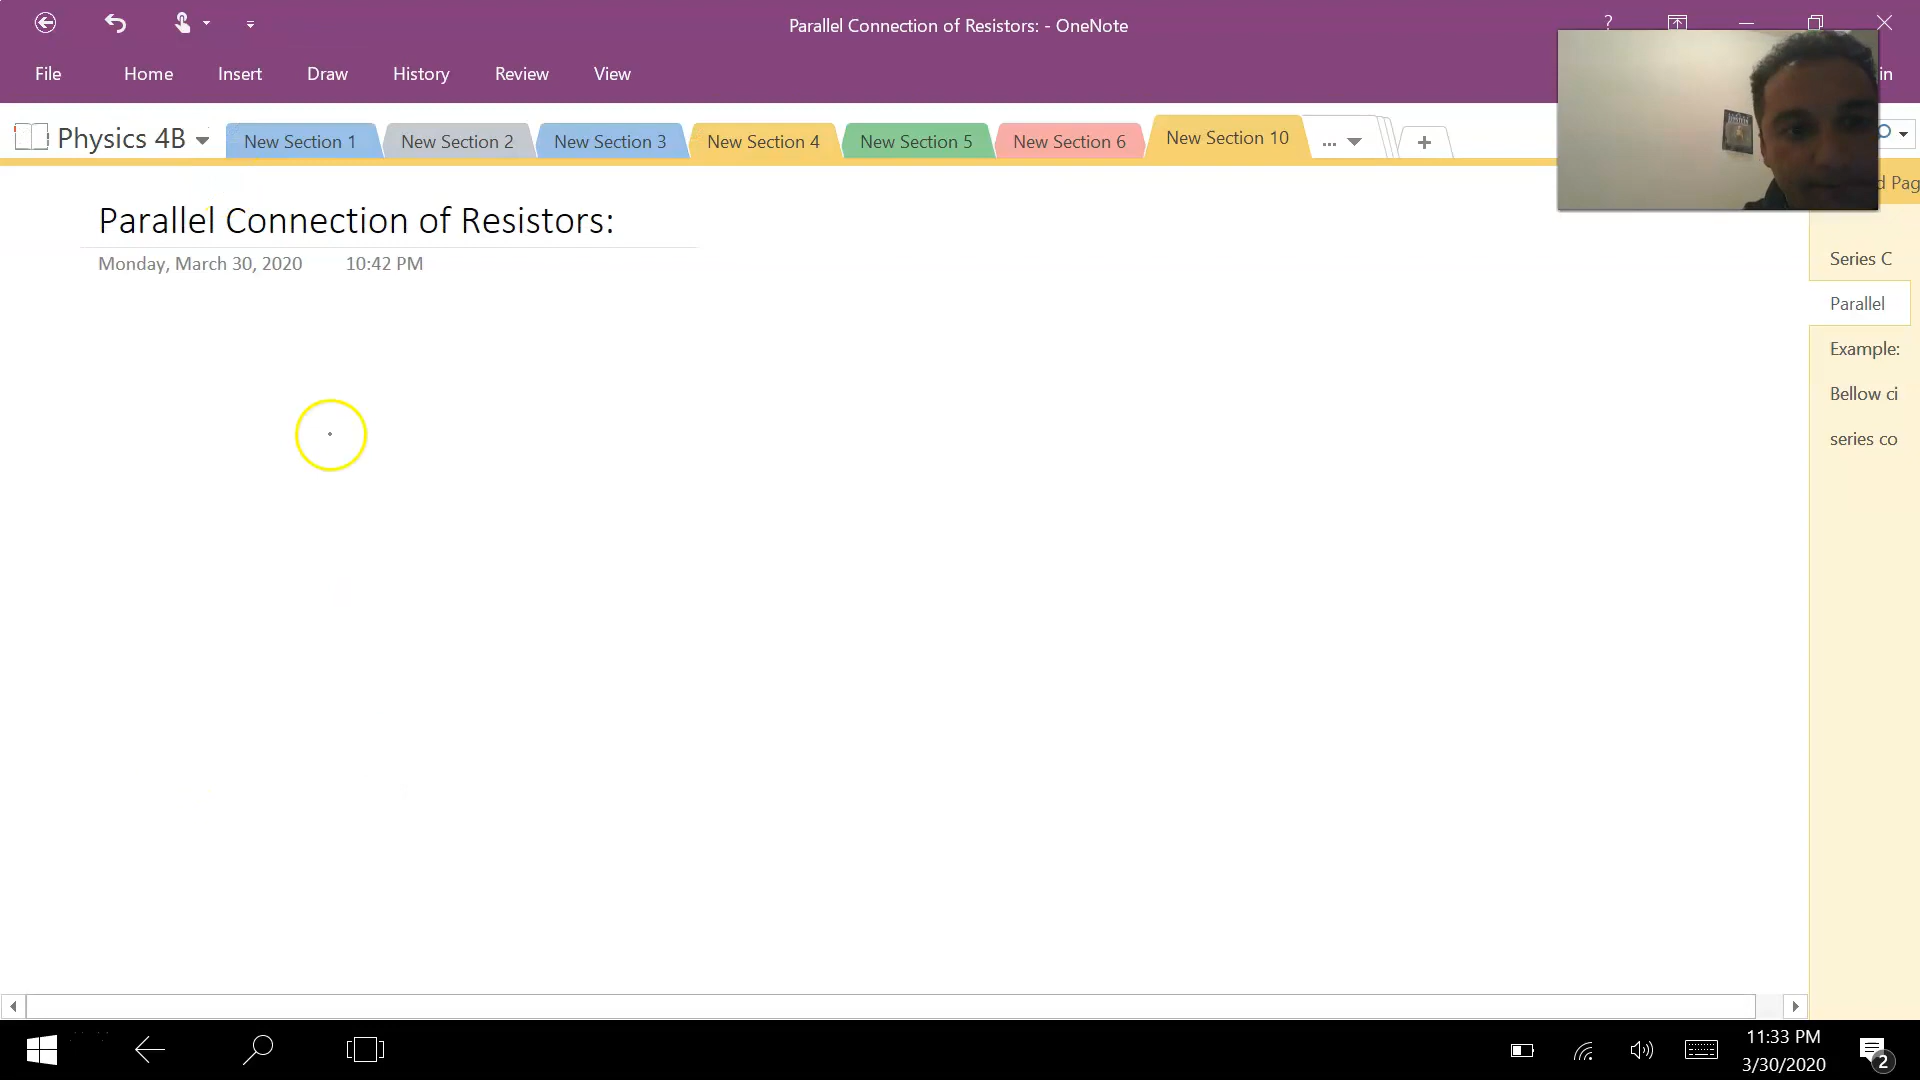 Parallel Connection of Resistors: - OneNote
?
File Home Insert Draw History Review View
in
Physics 4B New Section 1 New Section 2 New Section 3 New Section 4 New Section 5 New Section 6 New Section 10 ... +
d Pag
Parallel Connection of Resistors:
Monday, March 30, 2020 10:42 PM
Series C
Parallel
Example:
Bellow ci
series co
11:33 PM
3/30/2020
2